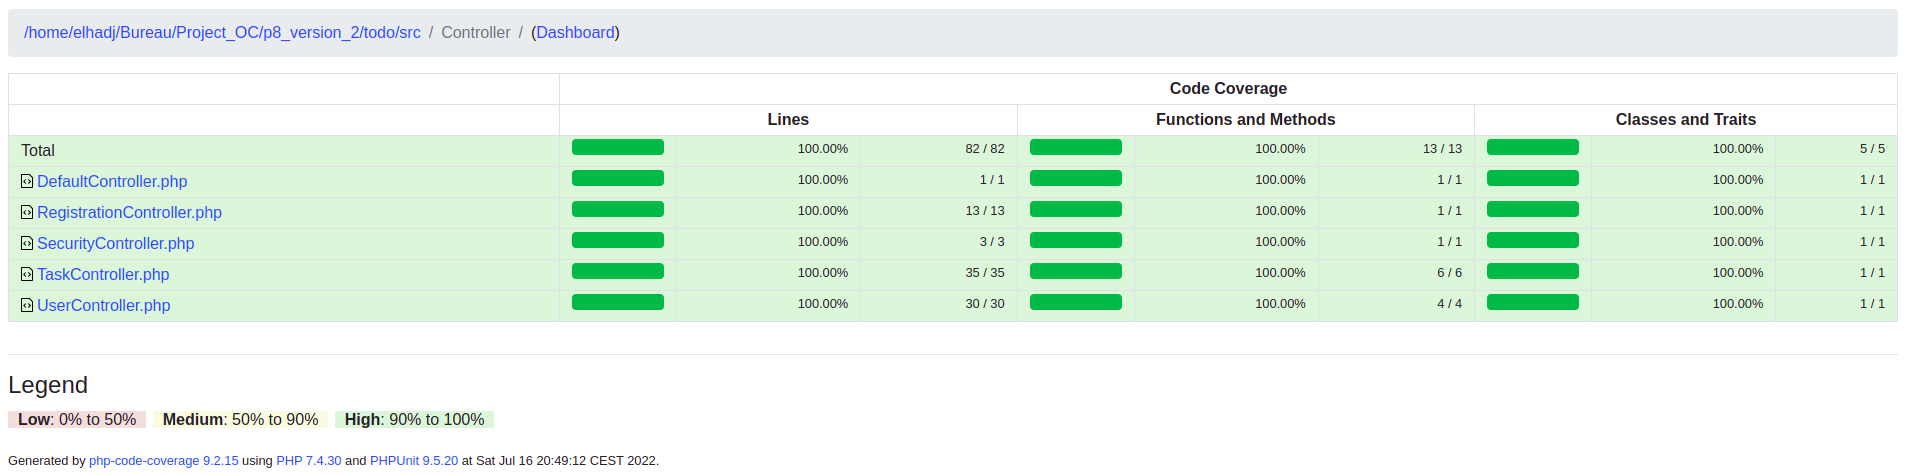 /home/elhadj/Bureau/Project_OC/p8_version_2/todo/src / Controller / (Dashboard)
Code Coverage
Lines Functions and Methods Classes and Traits
Total 100.00% 82 / 82 100.00% 13 / 13 100.00% 5 / 5
DefaultController.php 100.00% 1 / 1 100.00% 1 / 1 100.00% 1 / 1
RegistrationController.php 100.00% 13 / 13 100.00% 1 / 1 100.00% 1 / 1
SecurityController.php 100.00% 3 / 3 100.00% 1 / 1 100.00% 1 / 1
TaskController.php 100.00% 35 / 35 100.00% 6 / 6 100.00% 1 / 1
UserController.php 100.00% 30 / 30 100.00% 4 / 4 100.00% 1 / 1
Legend
Low: 0% to 50% Medium: 50% to 90% High: 90% to 100%
Generated by php-code-coverage 9.2.15 using PHP 7.4.30 and PHPUnit 9.5.20 at Sat Jul 16 20:49:12 CEST 2022.